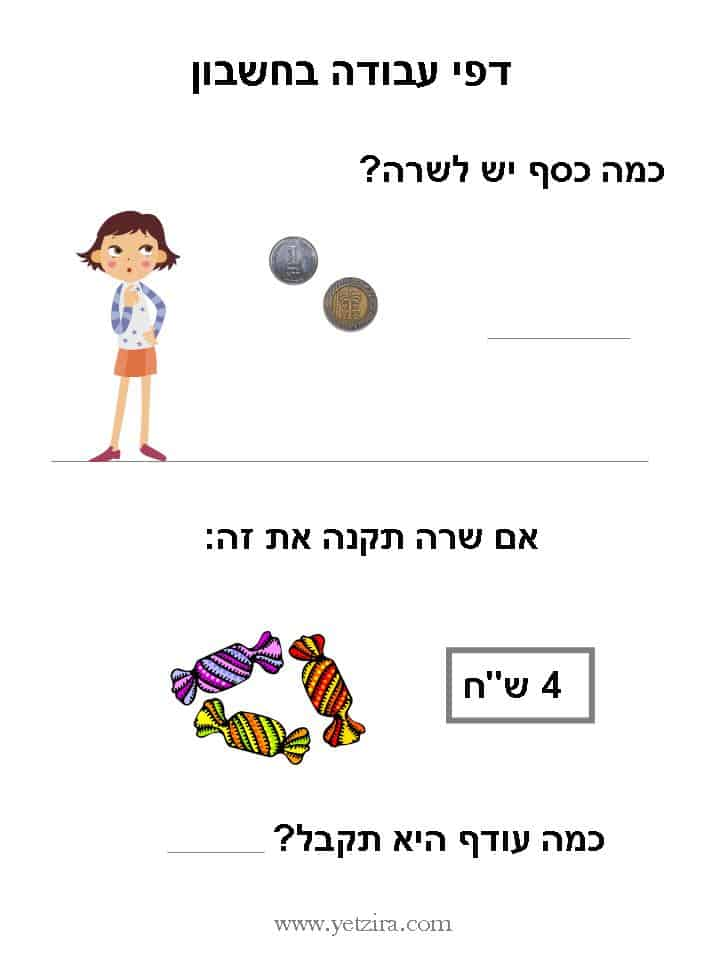 דפי עבודה בחשבון
כמה כסף יש לשרה?
1
אם שרה תקנה את זה:
4 ש"ח
כמה עודף היא תקבל?
www.yetzira.com